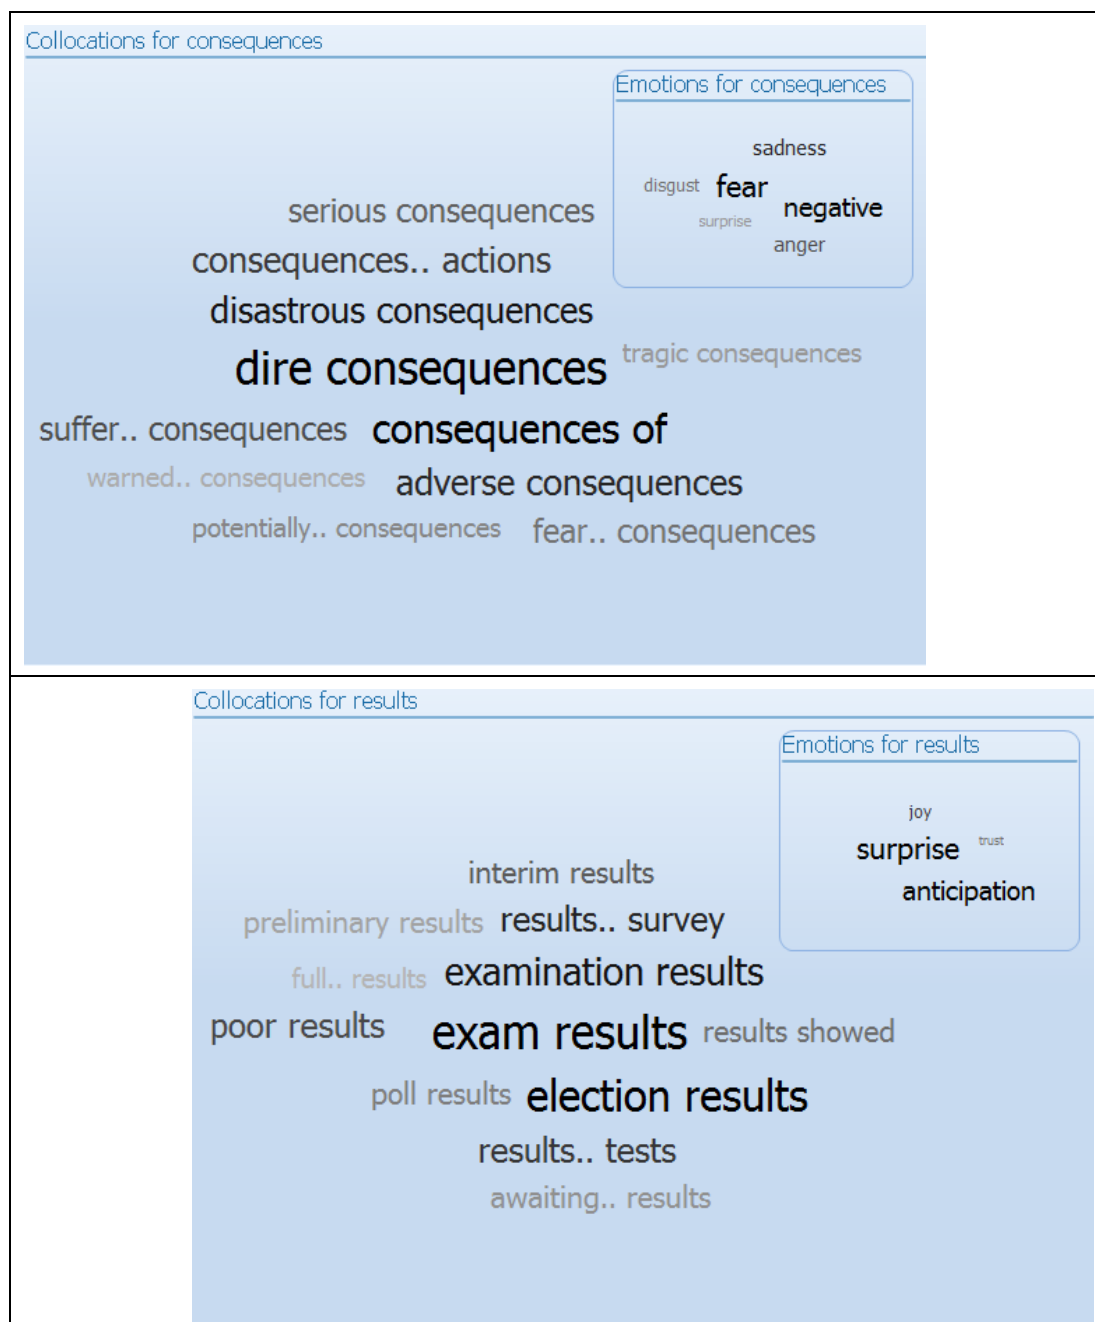 Collocations for consequences
Emotions for consequences
sadness
disgust fear
negative
surprise
anger
serious consequences
consequences.. actions
disastrous consequences
dire consequences tragic consequences
suffer.. consequences consequences of
warned.. consequences adverse consequences
potentially.. consequences fear.. consequences
Collocations for results
Emotions for results
joy
surprise trust
anticipation
interim results
preliminary results results.. survey
full.. results examination results
poor results exam results results showed
poll results election results
results.. tests
awaiting.. results